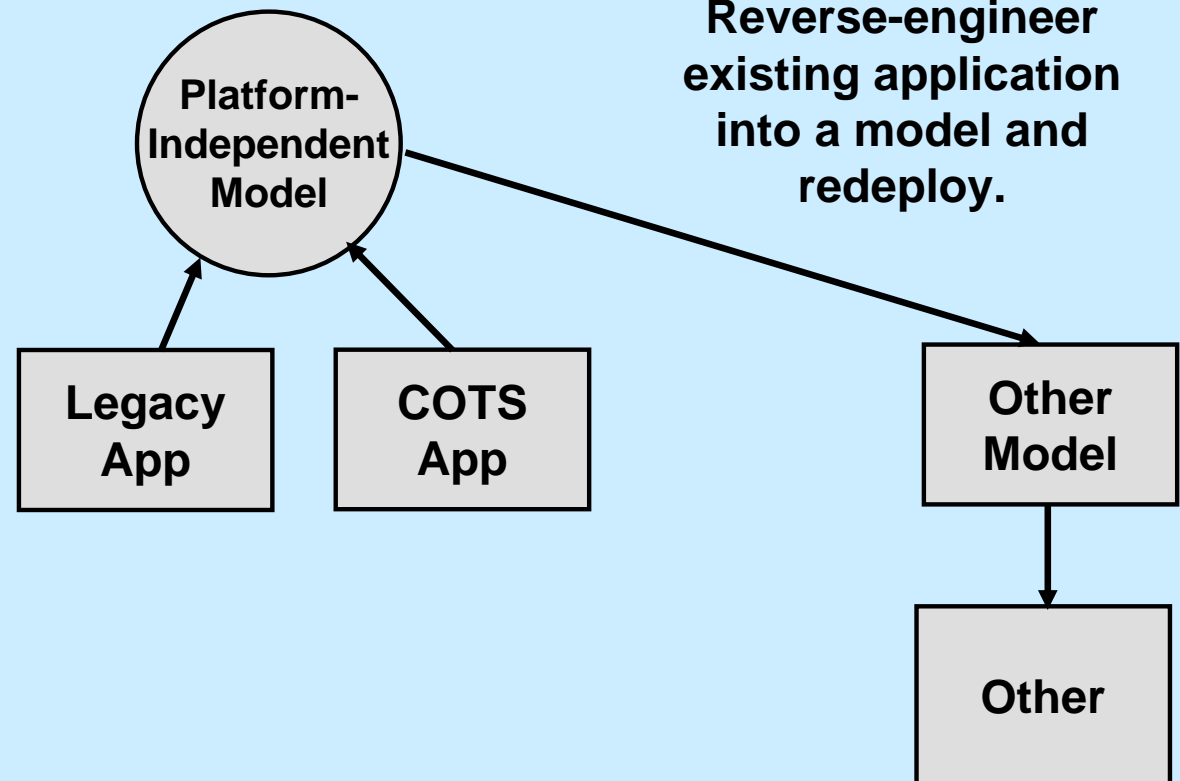 Reverse-engineer
existing application
into a model and
redeploy.
Platform-
Independent
Model
Legacy
App
COTS
App
Other
Model
Other